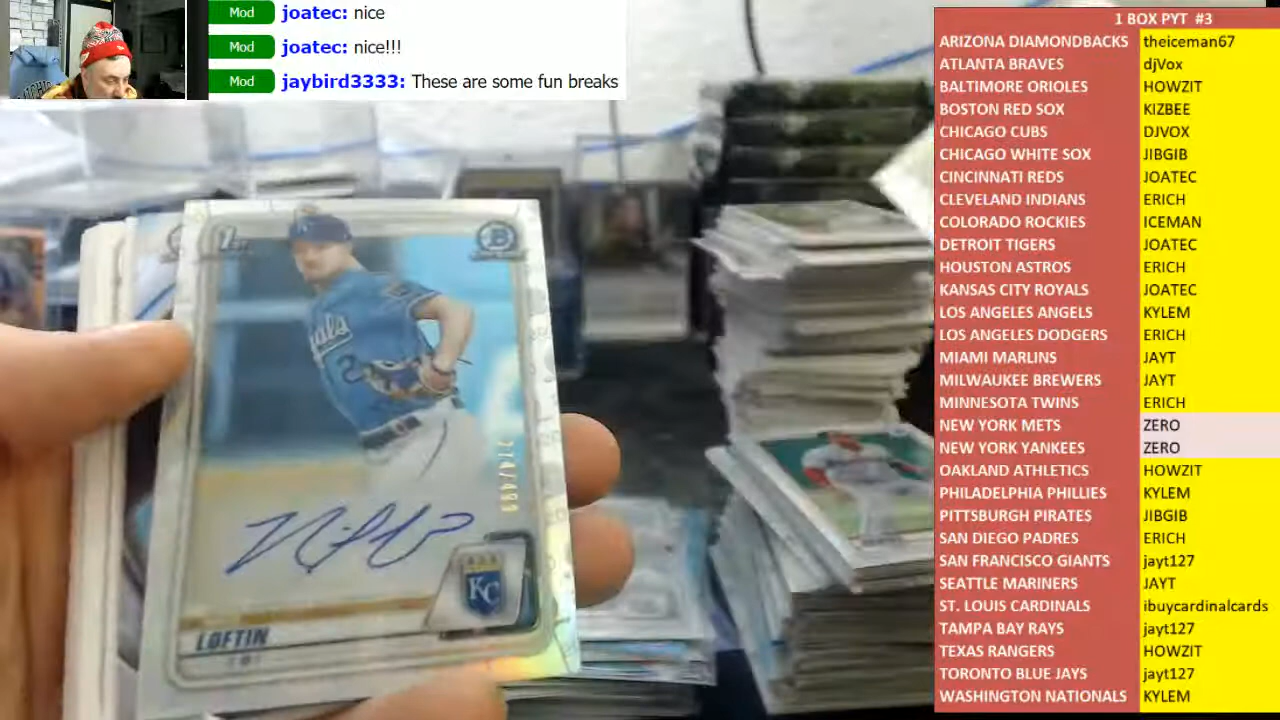 Mod joatec: nice
Mod joatec: nice!!!
Mod jaybird3333: These are some fun breaks
1 BOX PYT #3
ARIZONA DIAMONDBACKS theiceman67
ATLANTA BRAVES djVox
BALTIMORE ORIOLES HOWZIT
BOSTON RED SOX KIZBEE
CHICAGO CUBS DJVOX
CHICAGO WHITE SOX JIBGIB
CINCINNATI REDS JOATEC
CLEVELAND INDIANS ERICH
COLORADO ROCKIES ICEMAN
DETROIT TIGERS JOATEC
HOUSTON ASTROS ERICH
KANSAS CITY ROYALS JOATEC
LOS ANGELES ANGELS KYLEM
LOS ANGELES DODGERS ERICH
MIAMI MARLINS JAYT
MILWAUKEE BREWERS JAYT
MINNESOTA TWINS ERICH
NEW YORK METS ZERO
NEW YORK YANKEES ZERO
OAKLAND ATHLETICS HOWZIT
PHILADELPHIA PHILLIES KYLEM
PITTSBURGH PIRATES JIBGIB
SAN DIEGO PADRES ERICH
SAN FRANCISCO GIANTS jayt127
SEATTLE MARINERS JAYT
ST. LOUIS CARDINALS ibuycardinalcards
TAMPA BAY RAYS jayt127
TEXAS RANGERS HOWZIT
TORONTO BLUE JAYS jayt127
WASHINGTON NATIONALS KYLEM
1st
B
yals
2
KC
LOFTIN